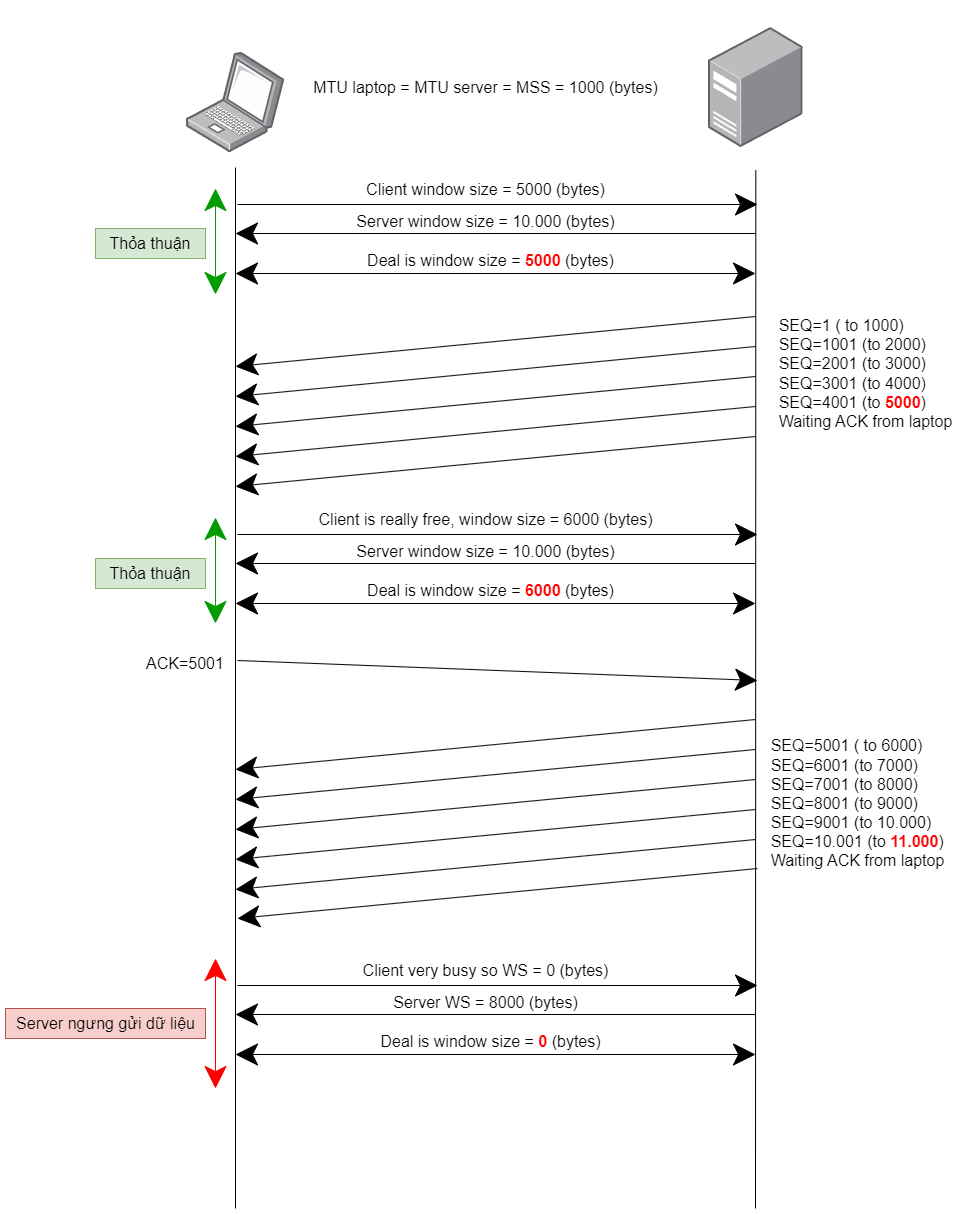 MTU laptop = MTU server = MSS = 1000 (bytes)
Client window size = 5000 (bytes)
Server window size = 10.000 (bytes)
Thỏa thuận
Deal is window size = 5000 (bytes)
SEQ=1 ( to 1000)
SEQ=1001 (to 2000)
SEQ=2001 (to 3000)
SEQ=3001 (to 4000)
SEQ=4001 (to 5000)
Waiting ACK from laptop
Client is really free, window size = 6000 (bytes)
Server window size = 10.000 (bytes)
Thỏa thuận
Deal is window size = 6000 (bytes)
ACK=5001
SEQ=5001 ( to 6000)
SEQ=6001 (to 7000)
SEQ=7001 (to 8000)
SEQ=8001 (to 9000)
SEQ=9001 (to 10.000)
SEQ=10.001 (to 11.000)
Waiting ACK from laptop
Client very busy so WS = 0 (bytes)
Server WS = 8000 (bytes)
Server ngưng gửi dữ liệu
Deal is window size = 0 (bytes)